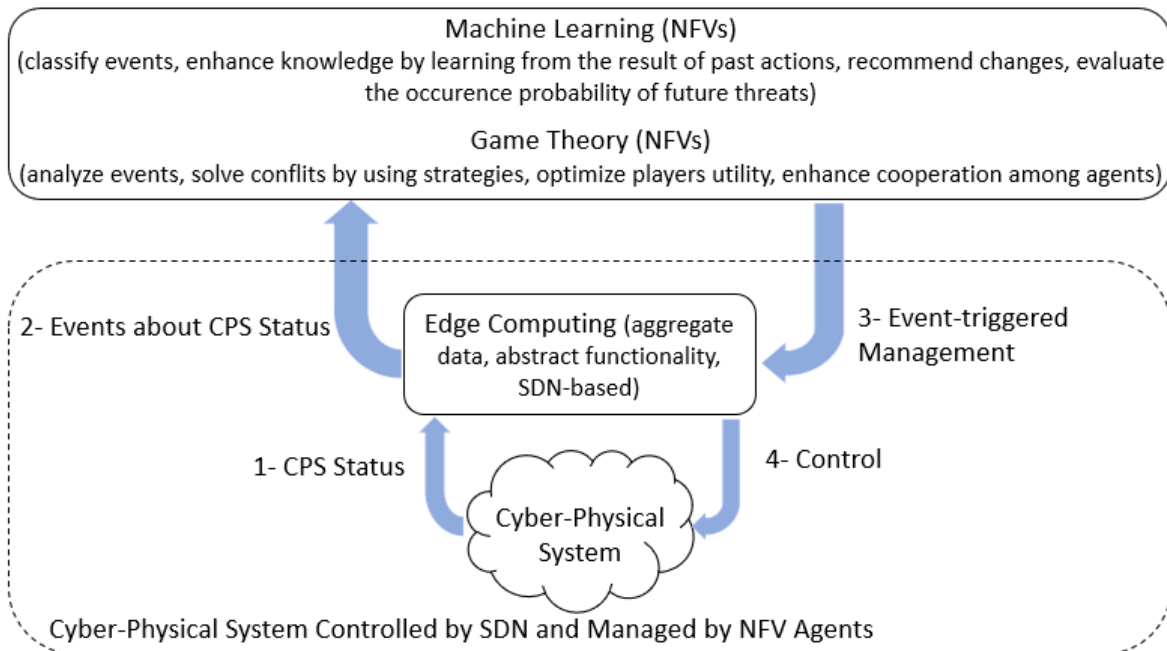 Machine Learning (NFVs)
(classify events, enhance knowledge by learning from the result of past actions, recommend changes, evaluate
the occurence probability of future threats)
Game Theory (NFVs)
(analyze events, solve conflits by using strategies, optimize players utility, enhance cooperation among agents)
2- Events about CPS Status
Edge Computing (aggregate
data, abstract functionality,
SDN-based)
3- Event-triggered
Management
1- CPS Status
4- Control
Cyber-Physical
System
Cyber-Physical System Controlled by SDN and Managed by NFV Agents